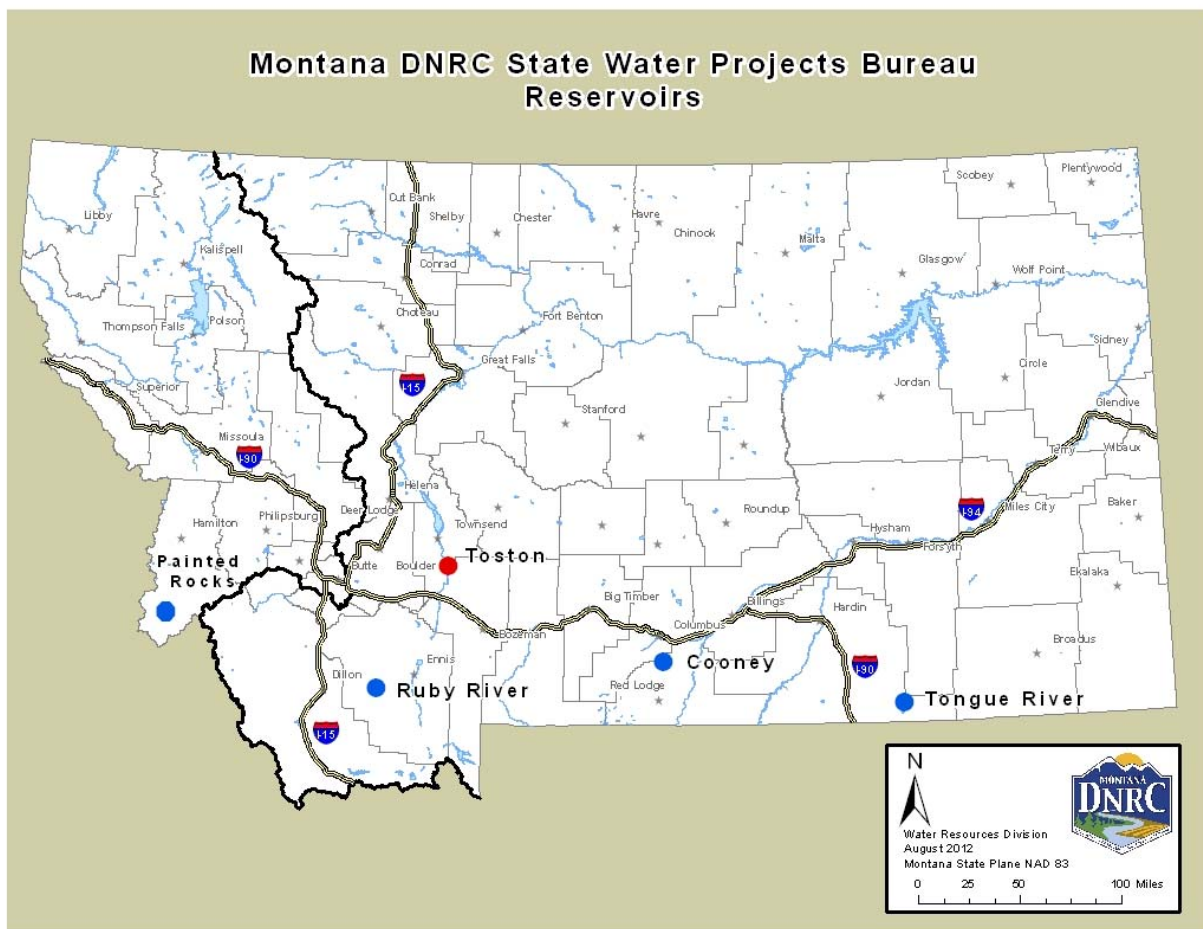 Montana DNRC State Water Projects Bureau
Reservoirs
Plentywood
Scobey
Libby
Cut Bank
Shelby
Chester
Havre
Chinook
Malta
Kalispell
Glasgow
Wolf Point
Conrad
Choteau
Fort Benton
Thompson Falls
Polson
Sidney
Great Falls
Circle
Superior
I-15
Jordan
Stanford
Glendive
Missoula
I-90
Terry
Wibaux
Helena
Deer Lodge
Townsend
Roundup
I-94
Miles City
Baker
Hamilton
Philipsburg
Hysham
Forsyth
Painted
Rocks
Butte
Boulder
Toston
Ekalaka
Big Timber
Billings
Hardin
Columbus
Bozeman
Broadus
Ennis
Dillon
Cooney
I-90
Ruby River
Red Lodge
Tongue River
I-15
N
MONTANA
DNRC
Water Resources Division
August 2012
Montana State Plane NAD 83
0 25 50 100 Miles